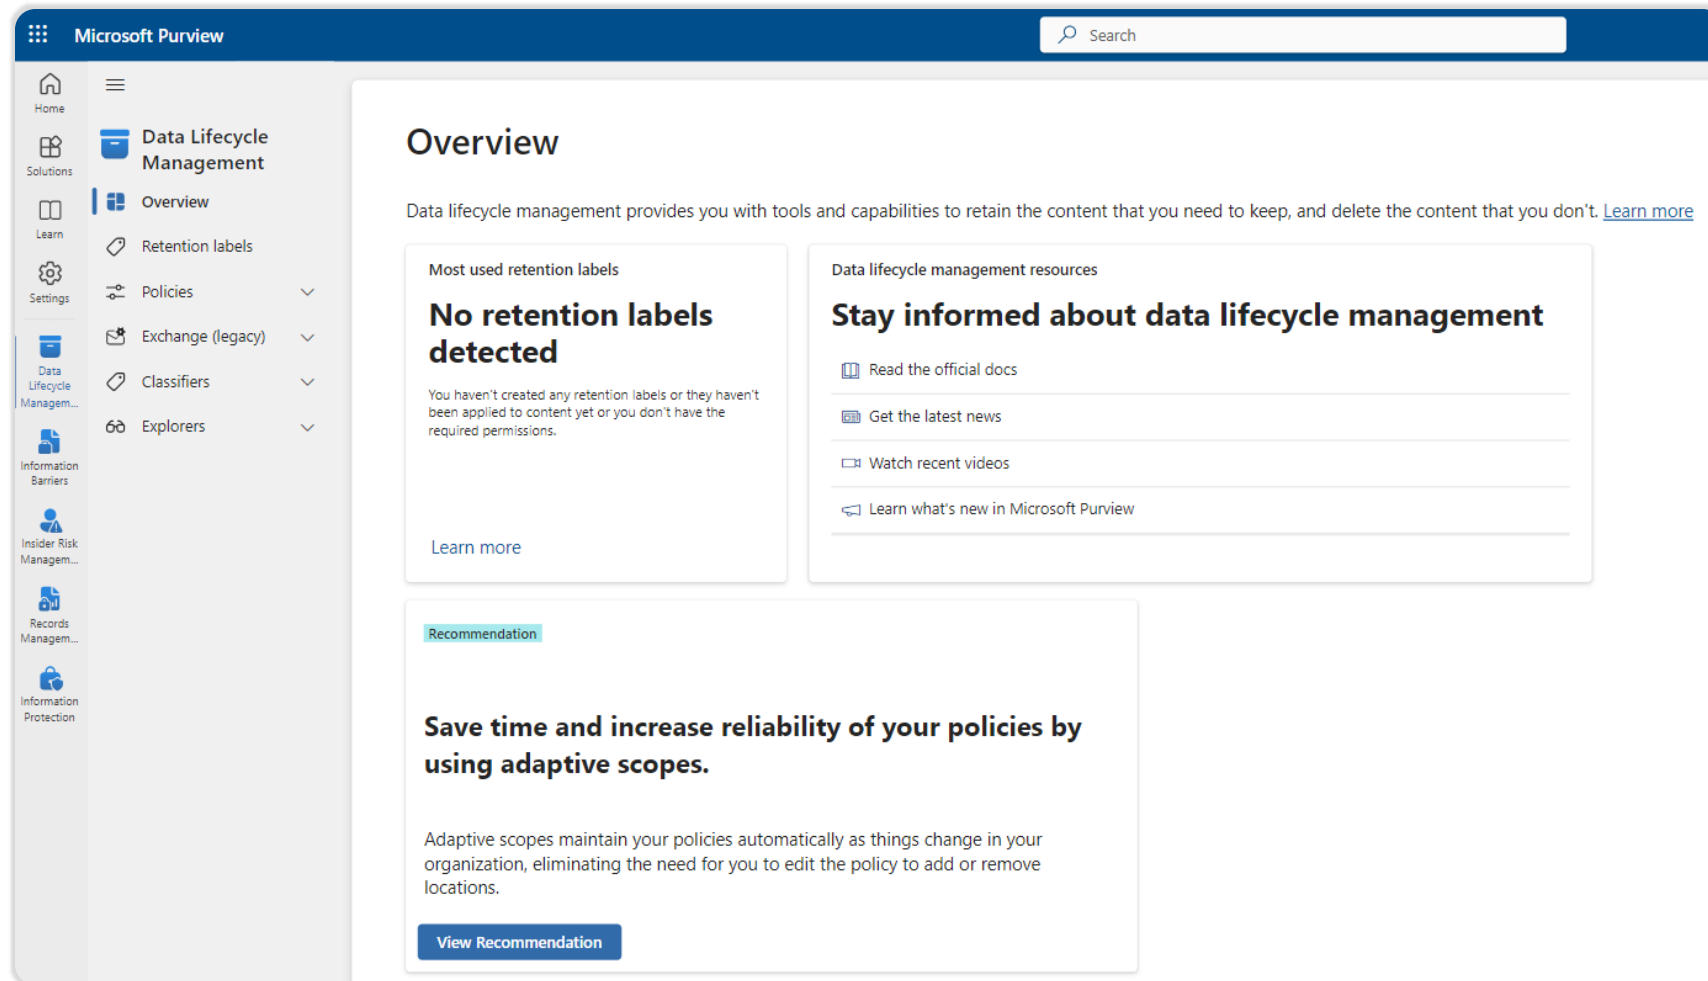 Microsoft Purview
Search
Home
Solutions
Learn
Settings
Data
Lifecycle
Managem...
Information
Barriers
Insider Risk
Managem...
Records
Managem...
Information
Protection
Data Lifecycle
Management
Overview
Retention labels
Policies
Exchange (legacy)
Classifiers
Explorers
Overview
Data lifecycle management provides you with tools and capabilities to retain the content that you need to keep, and delete the content that you don't. Learn more
Most used retention labels
No retention labels
detected
You haven't created any retention labels or they haven't
been applied to content yet or you don't have the
required permissions.
Learn more
Data lifecycle management resources
Stay informed about data lifecycle management
Read the official docs
Get the latest news
Watch recent videos
Learn what's new in Microsoft Purview
Recommendation
Save time and increase reliability of your policies by
using adaptive scopes.
Adaptive scopes maintain your policies automatically as things change in your
organization, eliminating the need for you to edit the policy to add or remove
locations.
View Recommendation